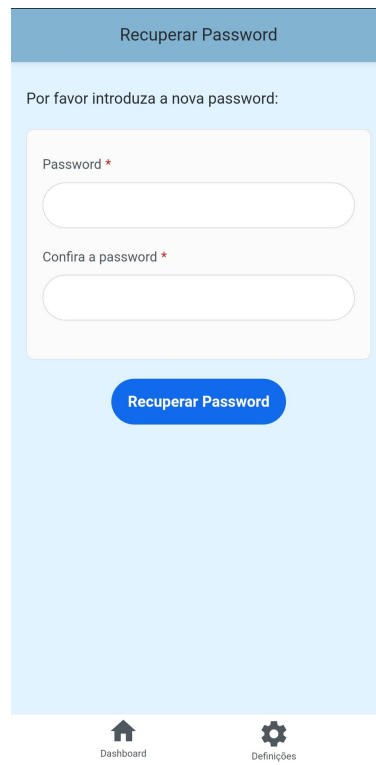 Recuperar Password
Por favor introduza a nova password:
Password *
Confira a password *
Recuperar Password
Dashboard
Definições